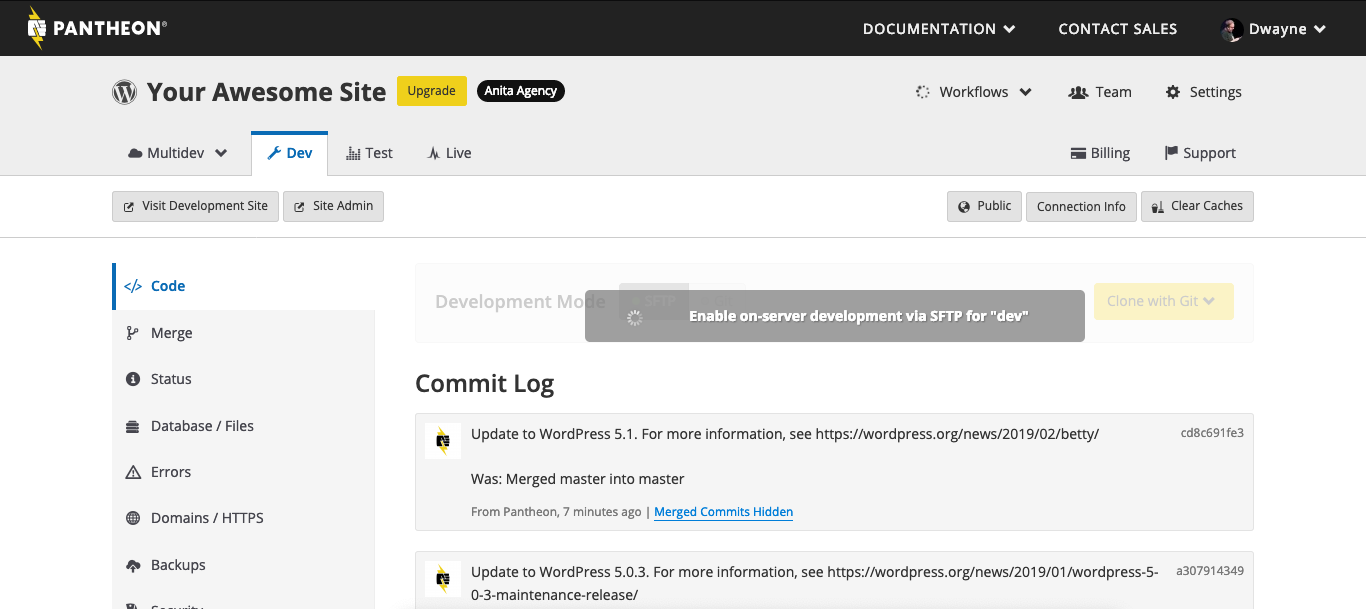 PANTHEON®
DOCUMENTATION
CONTACT SALES
Dwayne
Your Awesome Site
Upgrade
Anita Agency
Workflows
Team
Settings
Multidev
Dev
Test
Live
Billing
Support
Visit Development Site
Site Admin
Public
Connection Info
Clear Caches
Code
Merge
Status
Database / Files
Errors
Domains / HTTPS
Backups
Security
Development Mode
SFTP
Clone with Git
Enable on-server development via SFTP for "dev"
Commit Log
Update to WordPress 5.1. For more information, see https://wordpress.org/news/2019/02/betty/
cd8c691fe3
Was: Merged master into master
From Pantheon, 7 minutes ago | Merged Commits Hidden
Update to WordPress 5.0.3. For more information, see https://wordpress.org/news/2019/01/wordpress-5-
0-3-maintenance-release/
a307914349